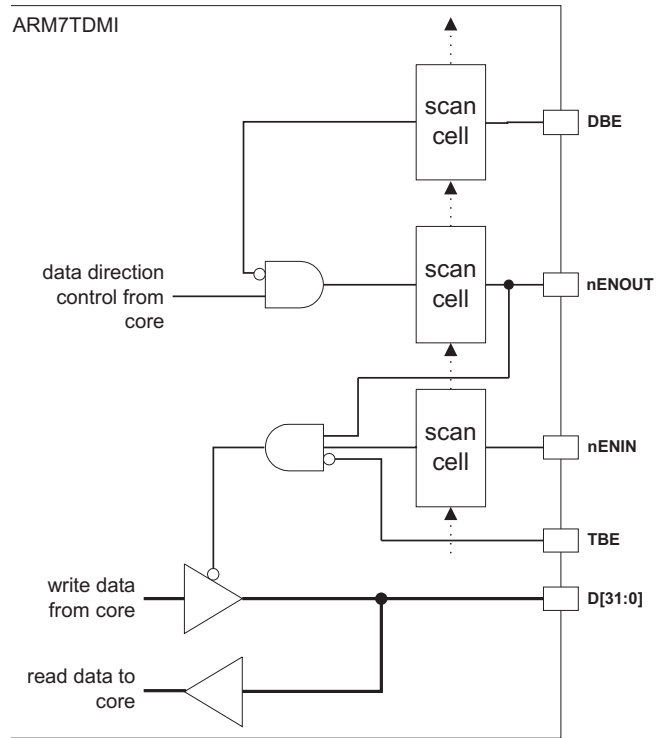 ARM7TDMI
scan
cell
DBE
data direction
control from
core
scan
cell
nENOUT
scan
cell
nENIN
TBE
write data
from core
D[31:0]
read data to
core